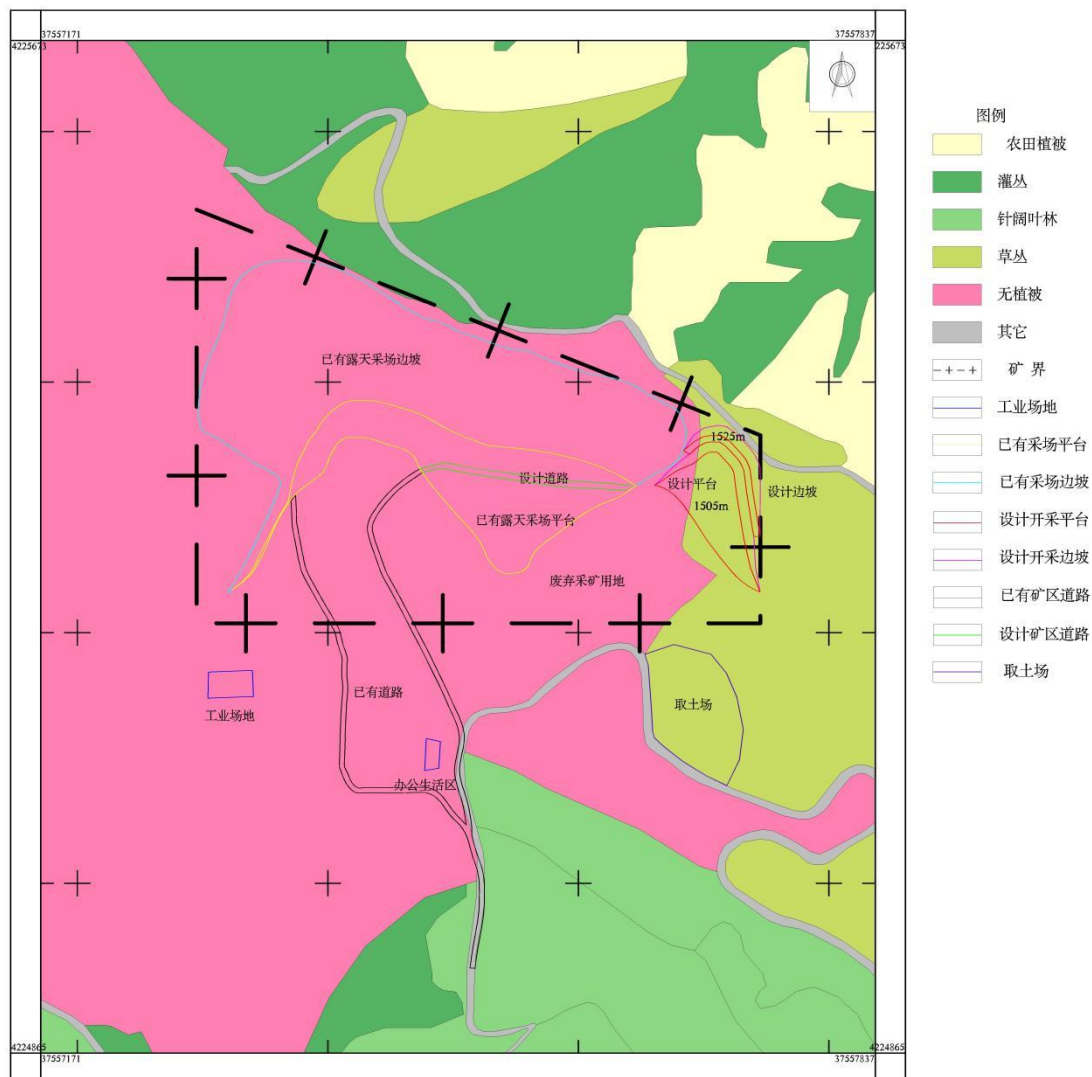 37557171
37557837
4225673
225673
图例
农田植被
灌丛
针阔叶林
草丛
无植被
其它
矿 界
工业场地
已有采场平台
已有采场边坡
设计开采平台
设计开采边坡
已有矿区道路
设计矿区道路
取土场
已有露天采场边坡
1525m
设计道路
设计平台
设计边坡
1505m
已有露天采场平台
废弃采矿用地
已有道路
取土场
工业场地
办公生活区
4224865
4224865
37557171
37557837